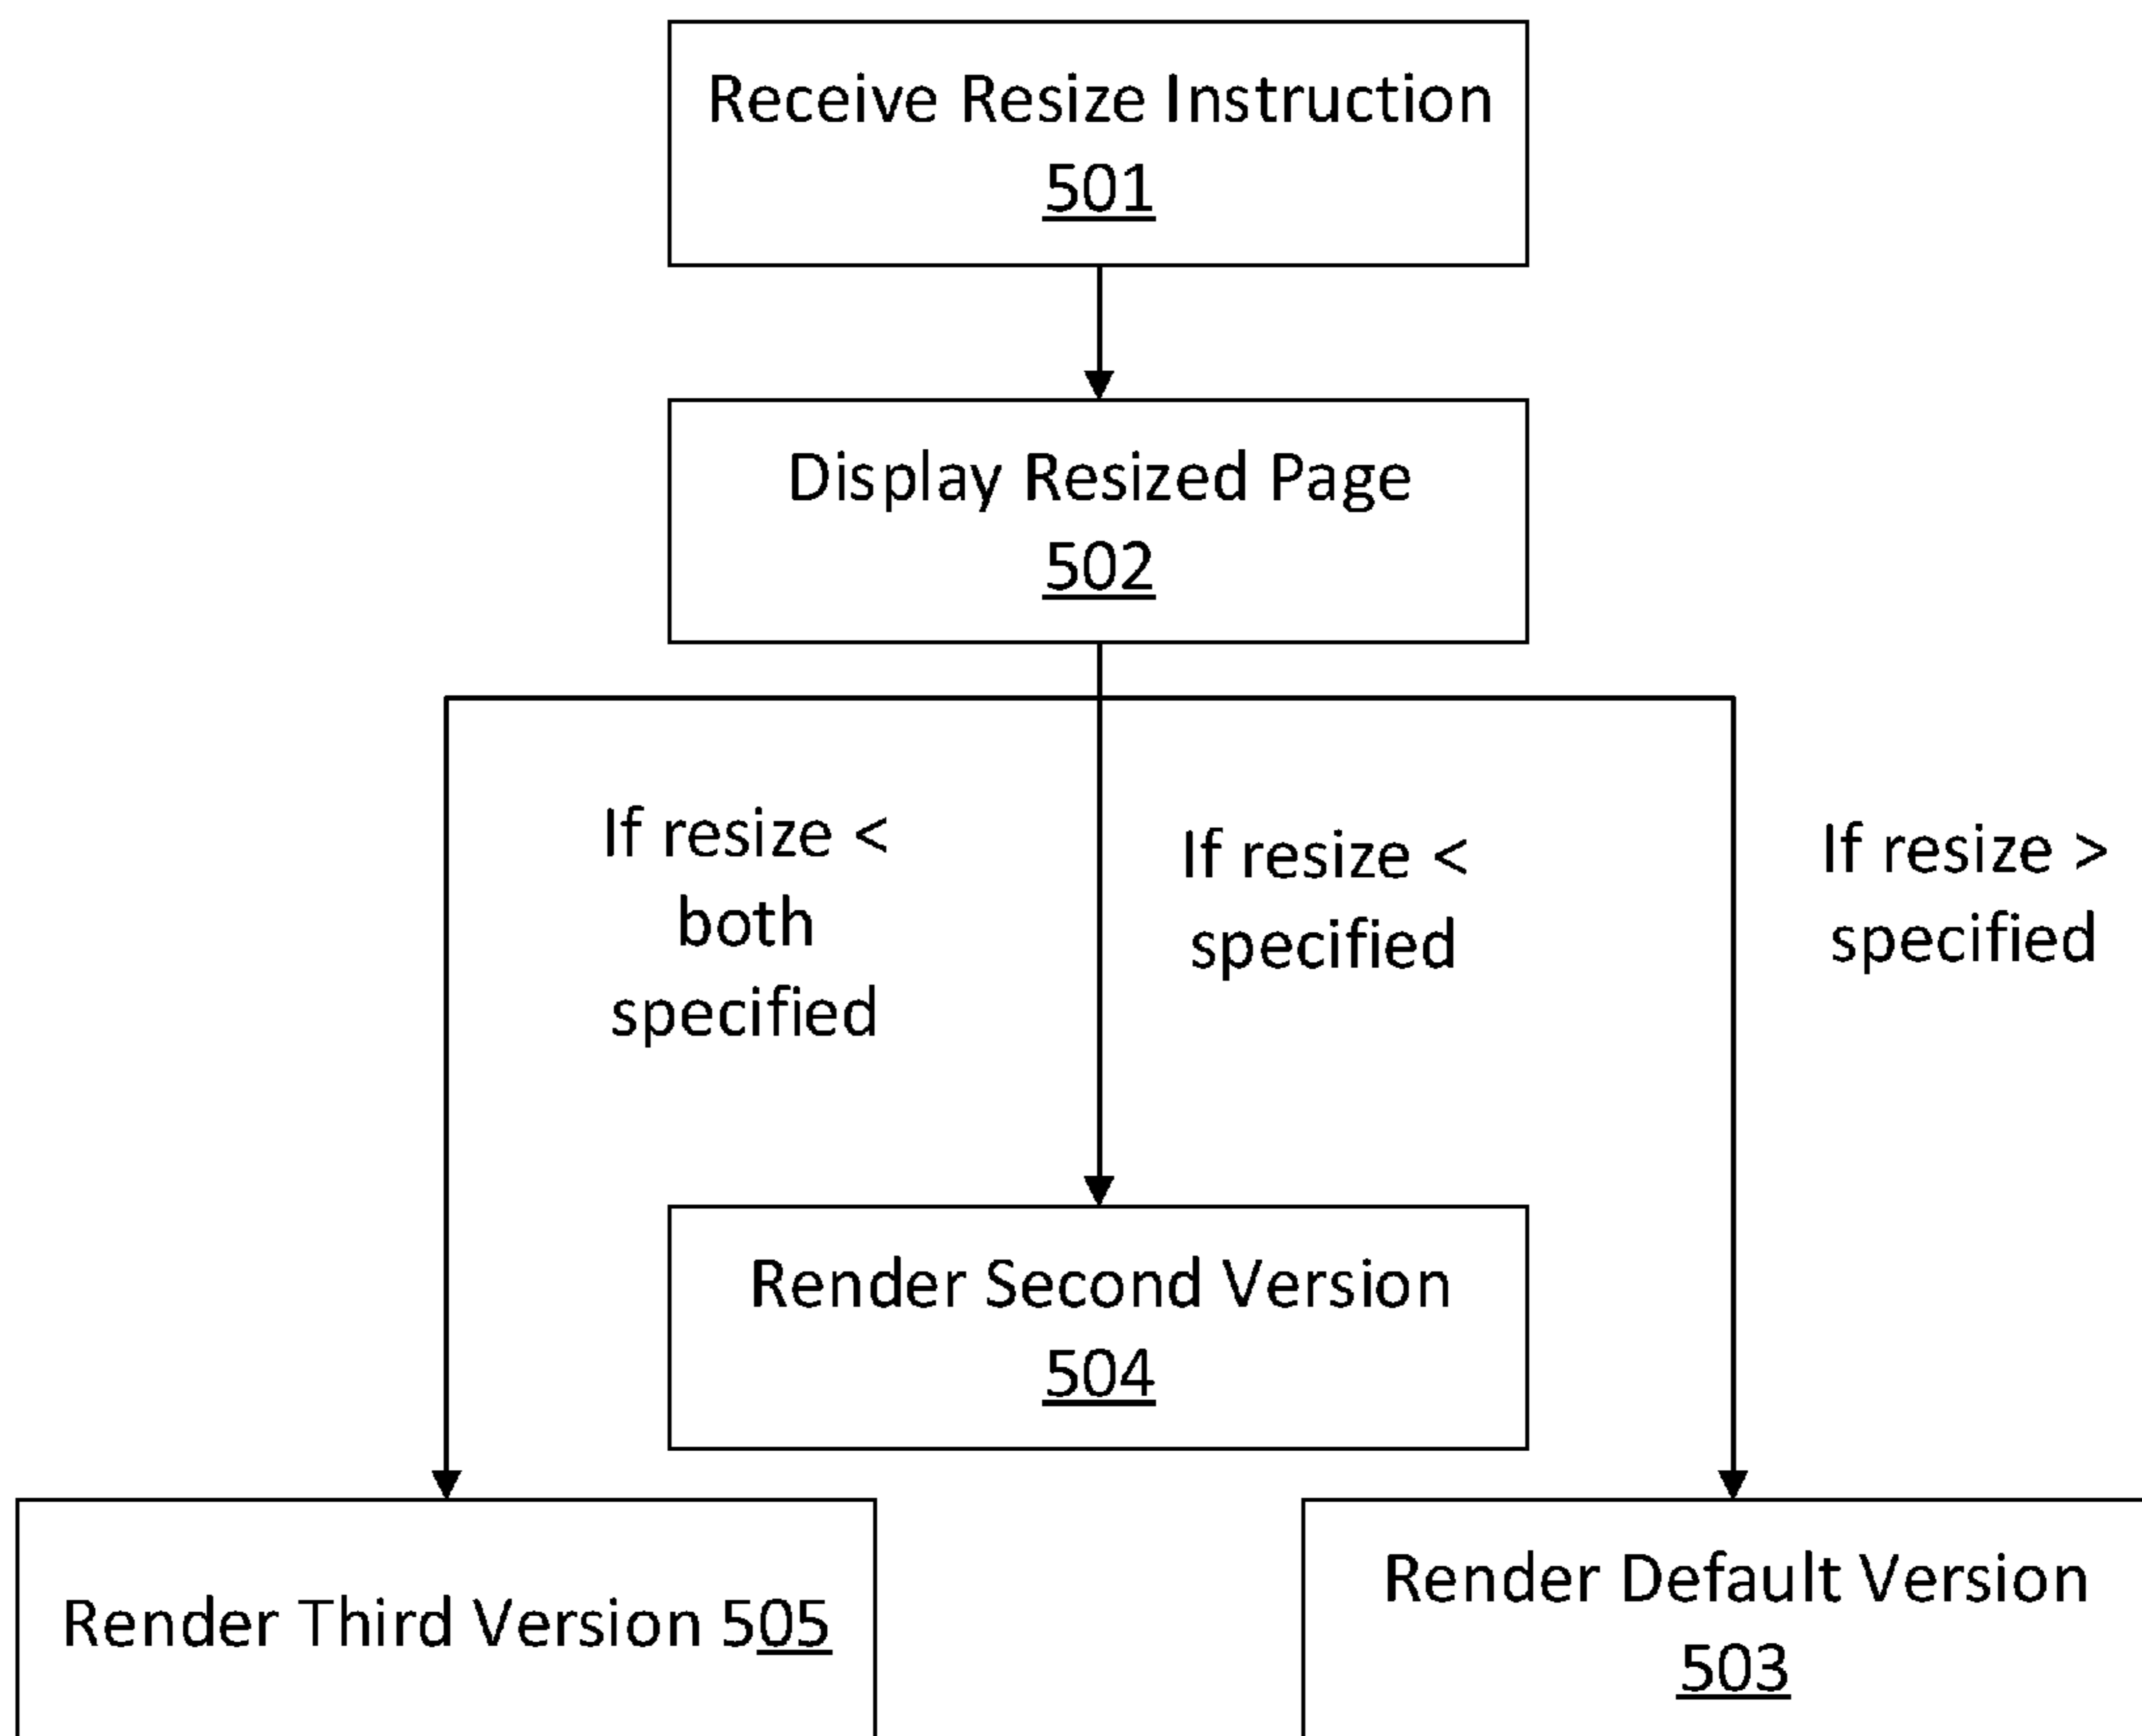 Receive Resize Instruction
501
Display Resized Page
502
If resize <
both
specified
If resize <
specified
If resize >
specified
Render Second Version
504
Render Third Version 505
Render Default Version
503